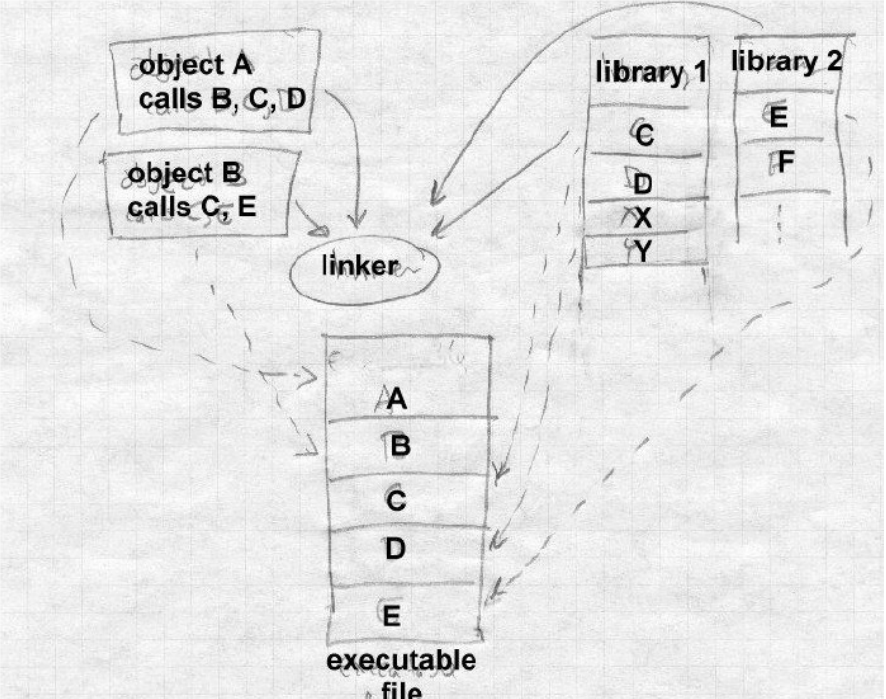 object A
calls B, C, D
object B
calls C, E
linker
library 1
C
D
X
Y
library 2
E
F
A
B
C
D
E
executable
file